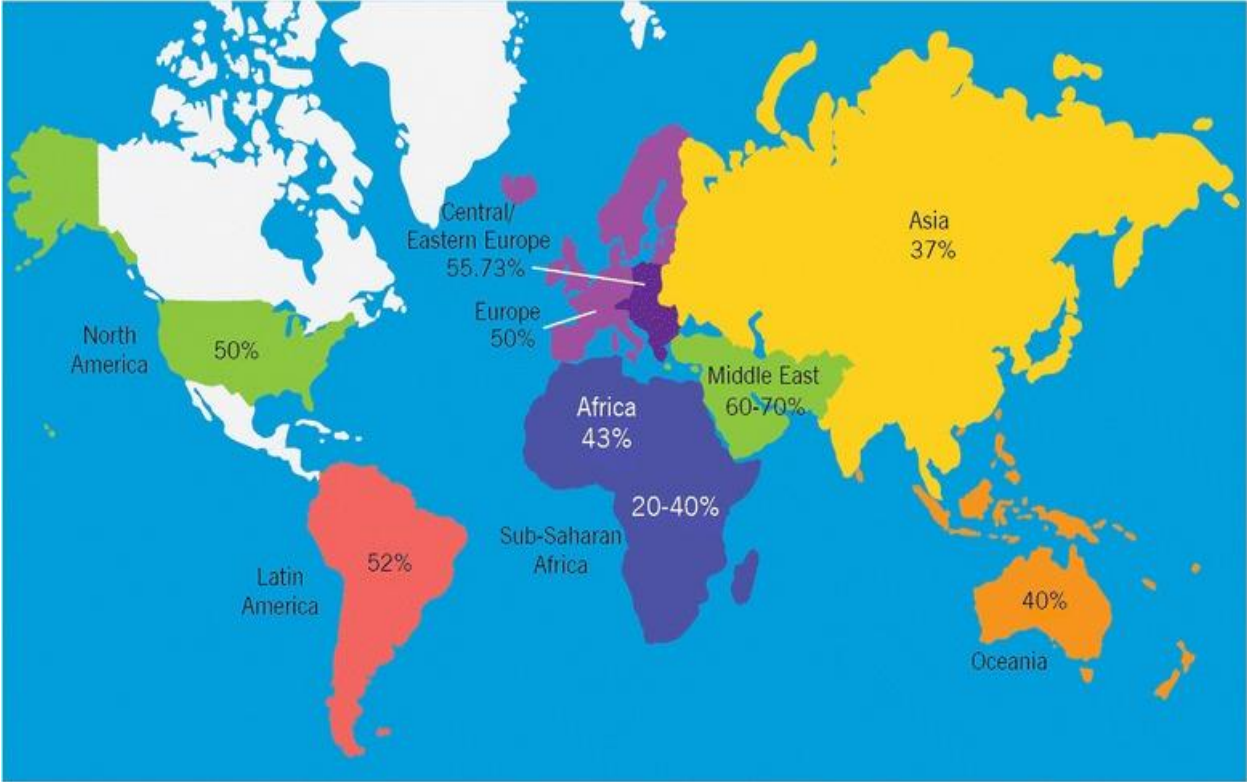 Central/
Eastern Europe
55.73%
Europe
50%
Asia
37%
North
America
50%
Middle East
60-70%
Africa
43%
20-40%
Sub-Saharan
Africa
Latin
America
52%
40%
Oceania